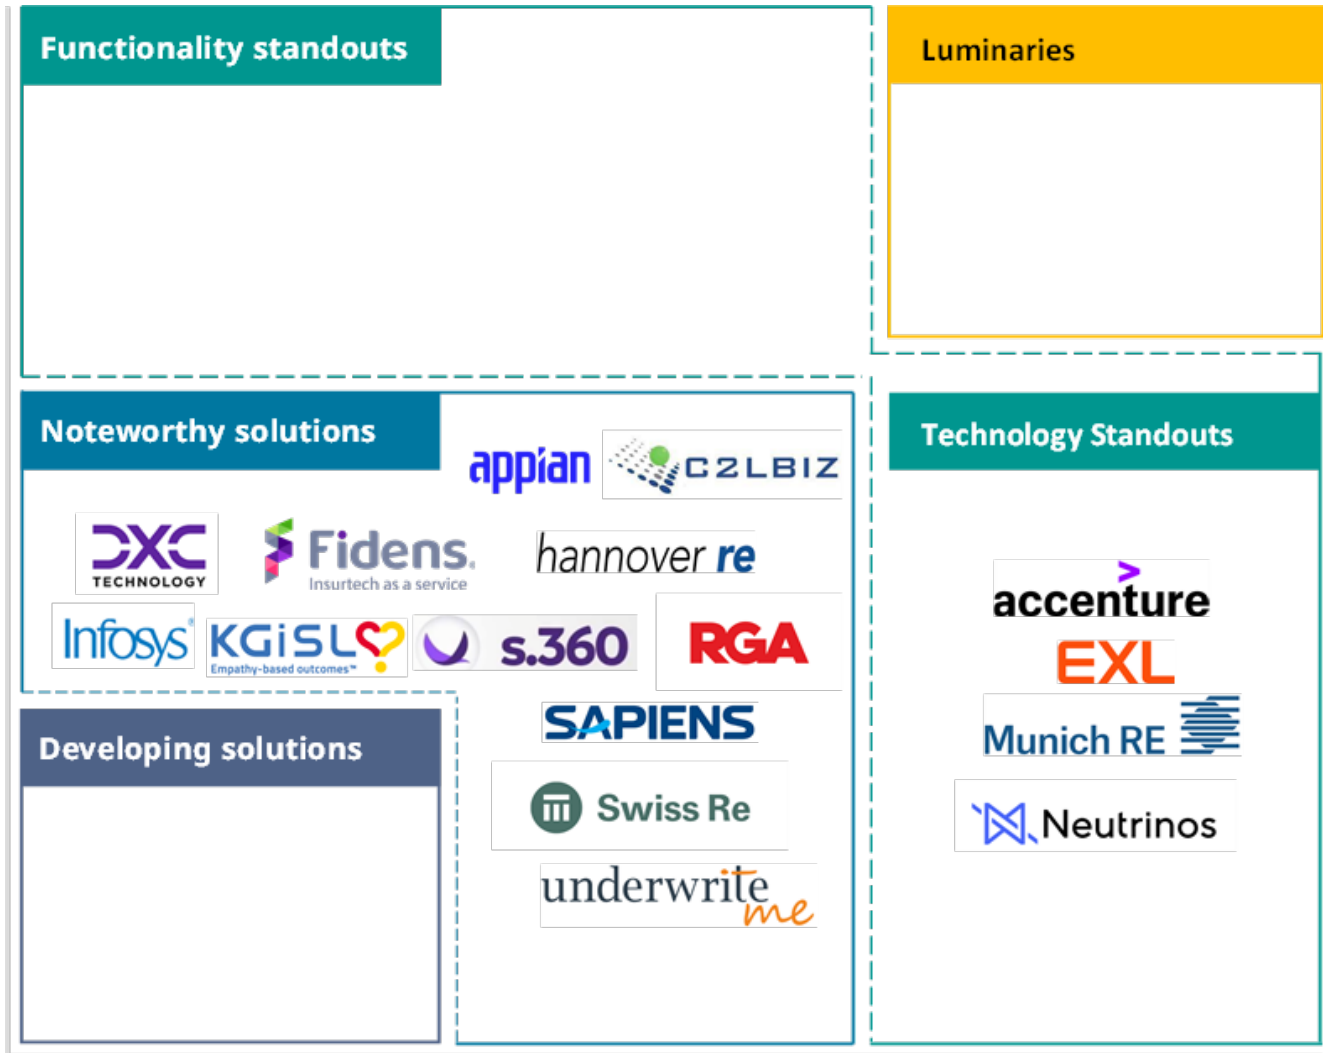 Functionality standouts
Luminaries
Noteworthy solutions
appian
C2LBIZ
DXC
TECHNOLOGY
Fidens.
Insurtech as a service
hannover re
Infosys®
KGiSL
Empathy-based outcomes™
s.360
RGA
SAPIENS
Swiss Re
underwrite
me
Developing solutions
Technology Standouts
>
accenture
EXL
Munich RE
Neutrinos